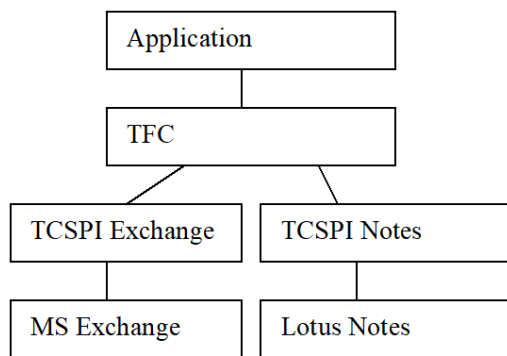 Application
TFC
TCSPI Exchange
TCSPI Notes
MS Exchange
Lotus Notes